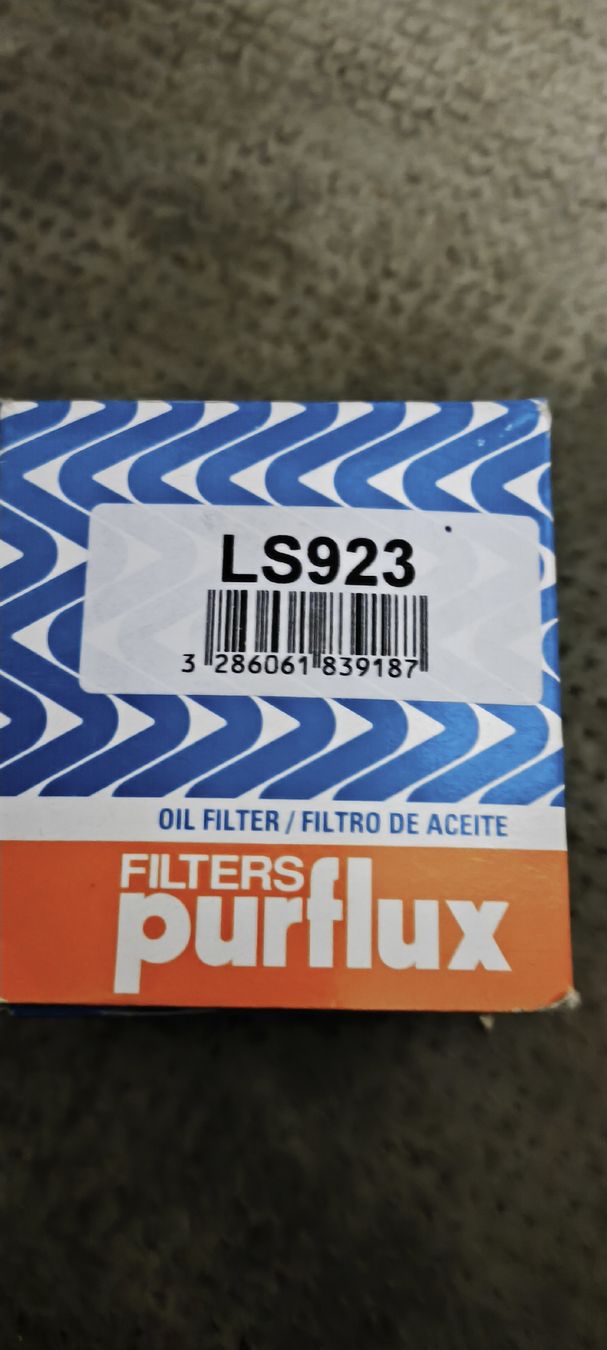 LS923
3 286061 839187
OIL FILTER / FILTRO DE ACEITE
FILTERS
purflux